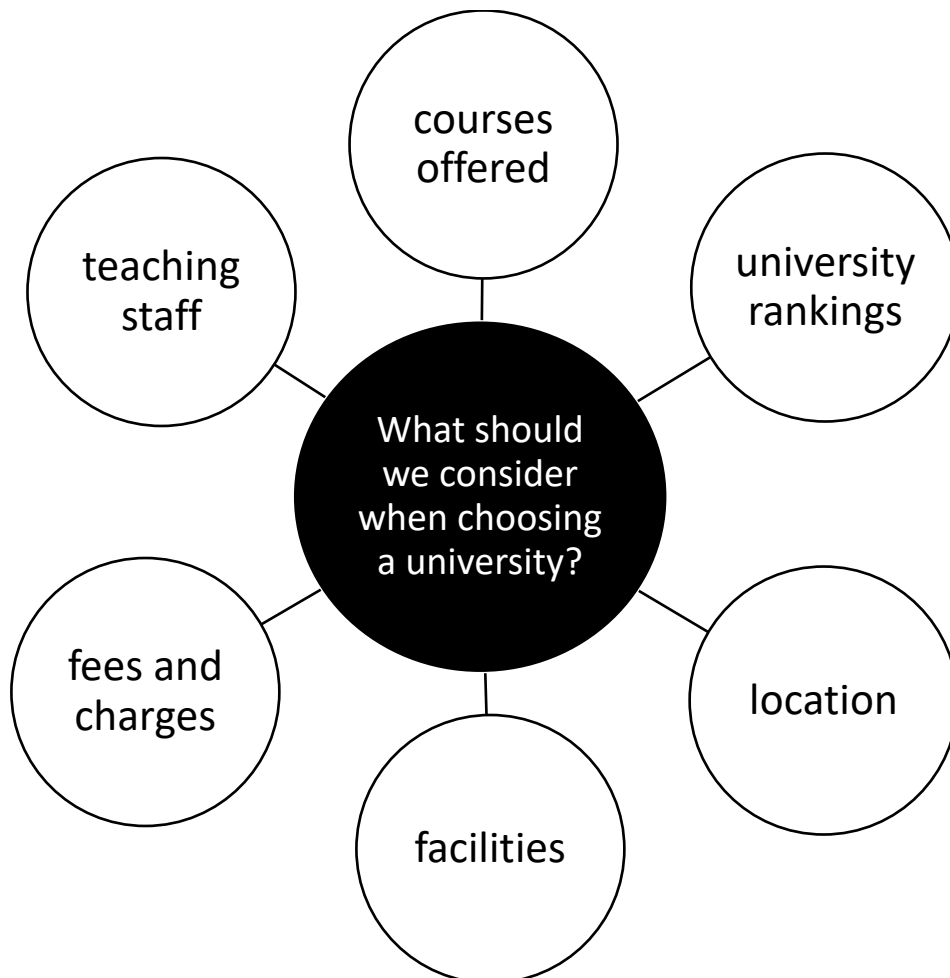 courses
offered
teaching
staff
university
rankings
What should
we consider
when choosing
a university?
fees and
charges
location
facilities